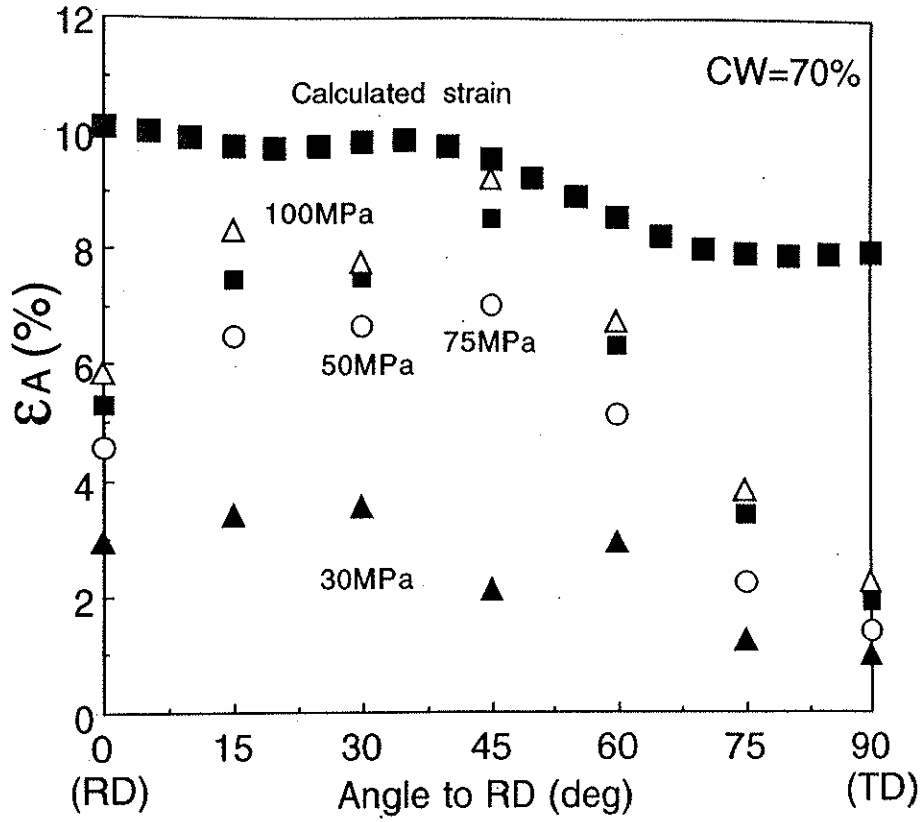 12
CW=70%
Calculated strain
10
100MPa
8
εA (%)
75MPa
50MPa
6
4
30MPa
2
0
0 15 30 45 60 75 90
(RD) Angle to RD (deg) (TD)